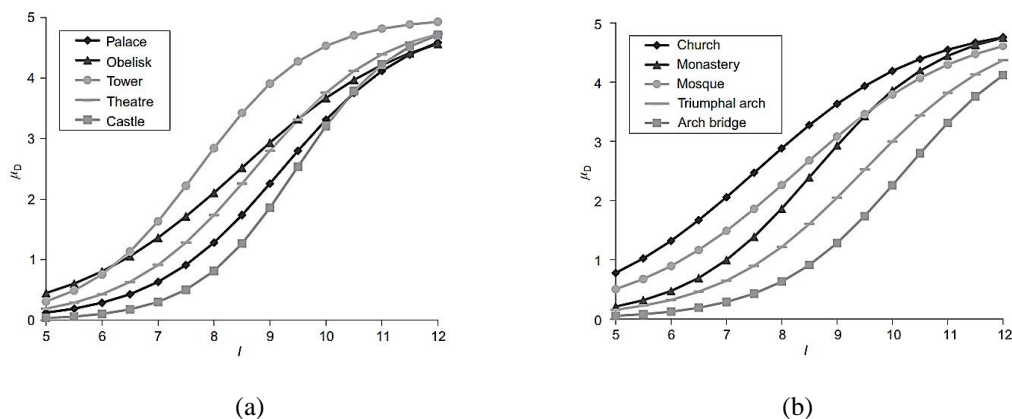 5
4
3
2
1
0
μD
Palace
Obelisk
Tower
Theatre
Castle
5 6 7 8 9 10 11 12
I
(a)
5
4
3
2
1
0
μD
Church
Monastery
Mosque
Triumphal arch
Arch bridge
5 6 7 8 9 10 11 12
I
(b)